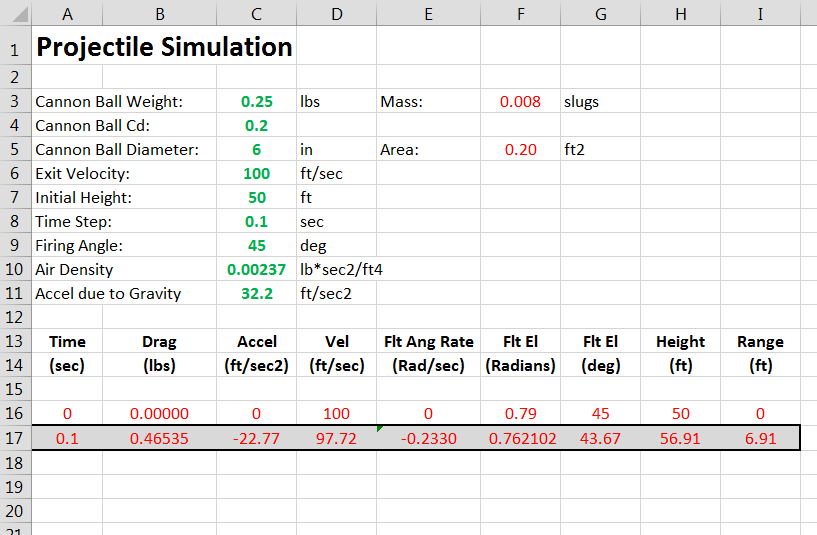 A B C D E F G H I
1 Projectile Simulation
2
3 Cannon Ball Weight: 0.25 lbs Mass: 0.008 slugs
4 Cannon Ball Cd: 0.2
5 Cannon Ball Diameter: 6 in Area: 0.20 ft2
6 Exit Velocity: 100 ft/sec
7 Initial Height: 50 ft
8 Time Step: 0.1 sec
9 Firing Angle: 45 deg
10 Air Density 0.00237 lb*sec2/ft4
11 Accel due to Gravity 32.2 ft/sec2
12
13 Time Drag Accel Vel Flt Ang Rate Flt El Flt El Height Range
14 (sec) (lbs) (ft/sec2) (ft/sec) (Rad/sec) (Radians) (deg) (ft) (ft)
15
16 0 0.00000 0 100 0 0.79 45 50 0
17 0.1 0.46535 -22.77 97.72 -0.2330 0.762102 43.67 56.91 6.91
18
19
20
21